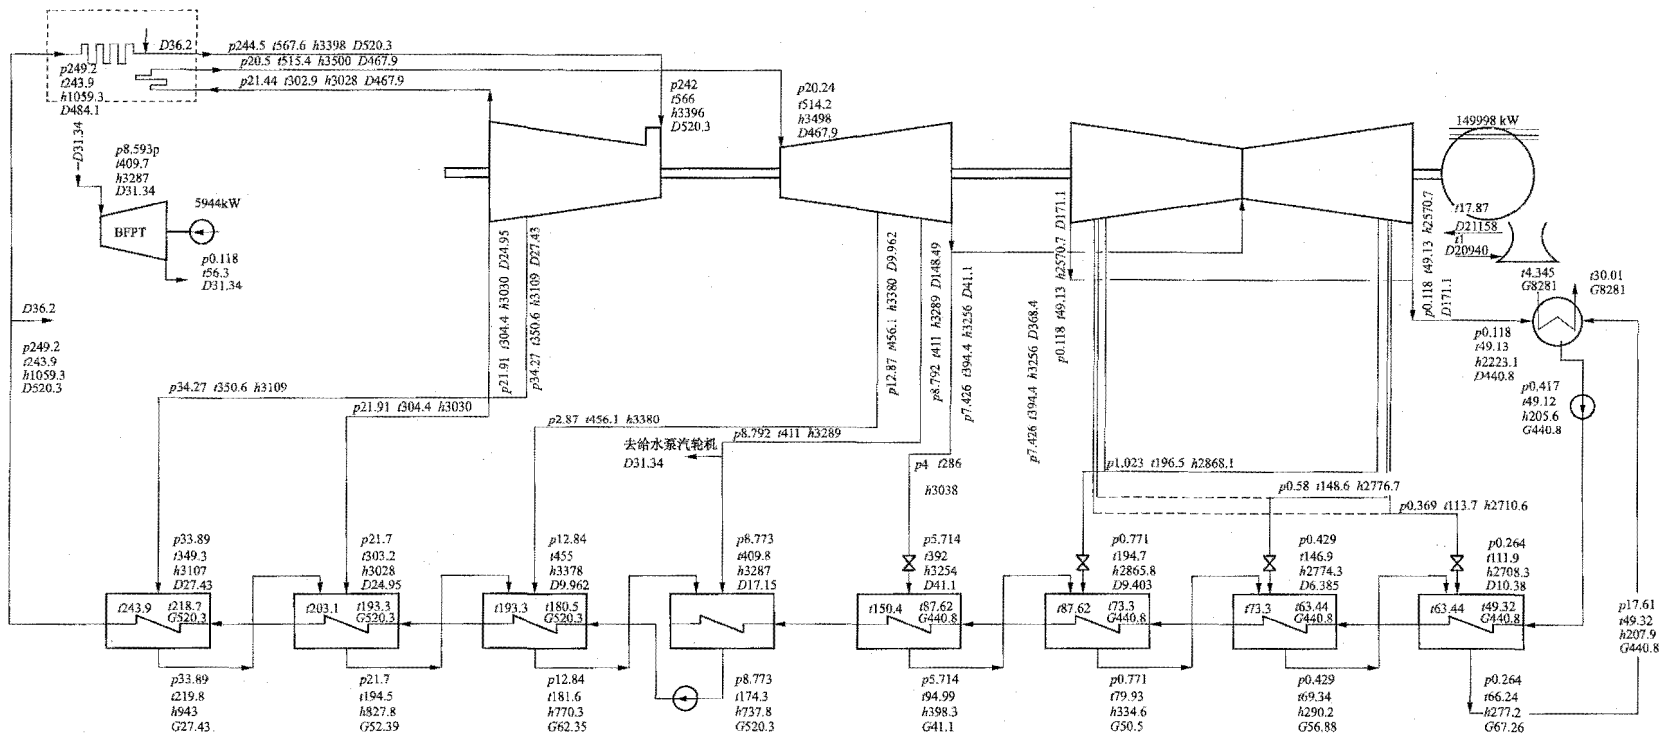 D36.2
p244.5 t567.6 h3398 D520.3
p20.5 t515.4 h3500 D467.9
p21.44 t302.9 h3028 D467.9
p249.2
t243.9
h1059.3
D484.1
D31.34
p8.593p
t409.7
h3287
D31.34
5944kW
BFPT
p0.118
t56.3
D31.34
D36.2
p249.2
t243.9
h1059.3
D520.3
p242
t566
h3396
D520.3
p20.24
t514.2
h3498
D467.9
149998 kW
t17.87
D21158
t1
D20940
t4.345
G8281
t30.01
G8281
p21.91 t304.4 h3030 D24.95
p34.27 t350.6 h3109 D27.43
p12.87 t456.1 h3380 D9.962
p8.792 t411 h3289 D148.49
p7.426 t394.4 h3256 D41.1
p7.426 t394.4 h3256 D368.4
p0.118 t49.13 h2570.7 D171.1
p0.118 t49.13 h2570.7
D171.1
p0.118
t49.13
h2223.1
D440.8
p0.417
t49.12
h205.6
G440.8
p34.27 t350.6 h3109
p21.91 t304.4 h3030
p2.87 t456.1 h3380
p8.792 t411 h3289
去给水泵汽轮机
D31.34
p4 t286
h3038
p1.023 t196.5 h2868.1
p0.58 t148.6 h2776.7
p0.369 t113.7 h2710.6
p33.89
t349.3
h3107
D27.43
p21.7
t303.2
h3028
D24.95
p12.84
t455
h3378
D9.962
p8.773
t409.8
h3287
D17.15
p5.714
t392
h3254
D41.1
p0.771
t194.7
h2865.8
D9.403
p0.429
t146.9
h2774.3
D6.385
p0.264
t111.9
h2708.3
D10.38
t243.9 t218.7
G520.3
t203.1 t193.3
G520.3
t193.3 t180.5
G520.3
t150.4 t87.62
G440.8
t87.62 t73.3
G440.8
t73.3 t63.44
G440.8
t63.44 t49.32
G440.8
p17.61
t49.32
h207.9
G440.8
p33.89
t219.8
h943
G27.43
p21.7
t194.5
h827.8
G52.39
p12.84
t181.6
h770.3
G62.35
p8.773
t174.3
h737.8
G520.3
p5.714
t94.99
h398.3
G41.1
p0.771
t79.93
h334.6
G50.5
p0.429
t69.34
h290.2
G56.88
p0.264
t66.24
h277.2
G67.26